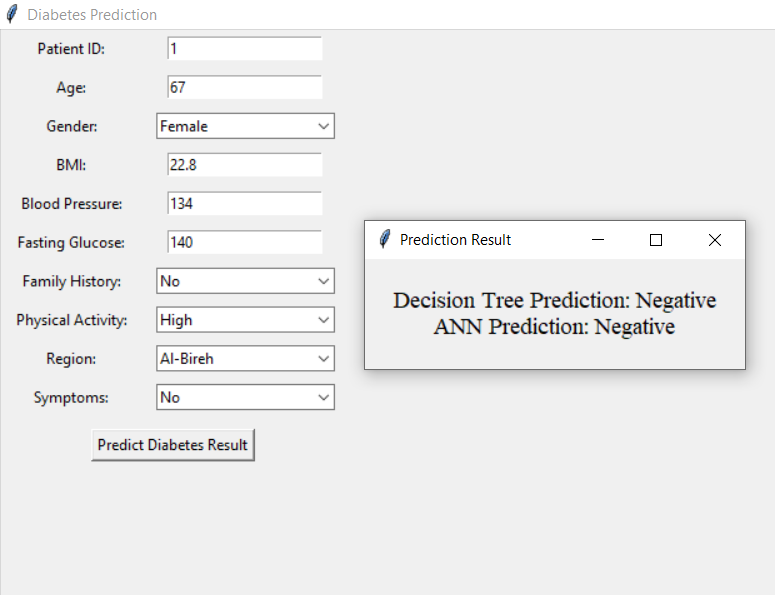 Diabetes Prediction
Patient ID: 1
Age: 67
Gender: Female
BMI: 22.8
Blood Pressure: 134
Fasting Glucose: 140
Family History: No
Physical Activity: High
Region: Al-Bireh
Symptoms: No
Predict Diabetes Result
Prediction Result
Decision Tree Prediction: Negative
ANN Prediction: Negative